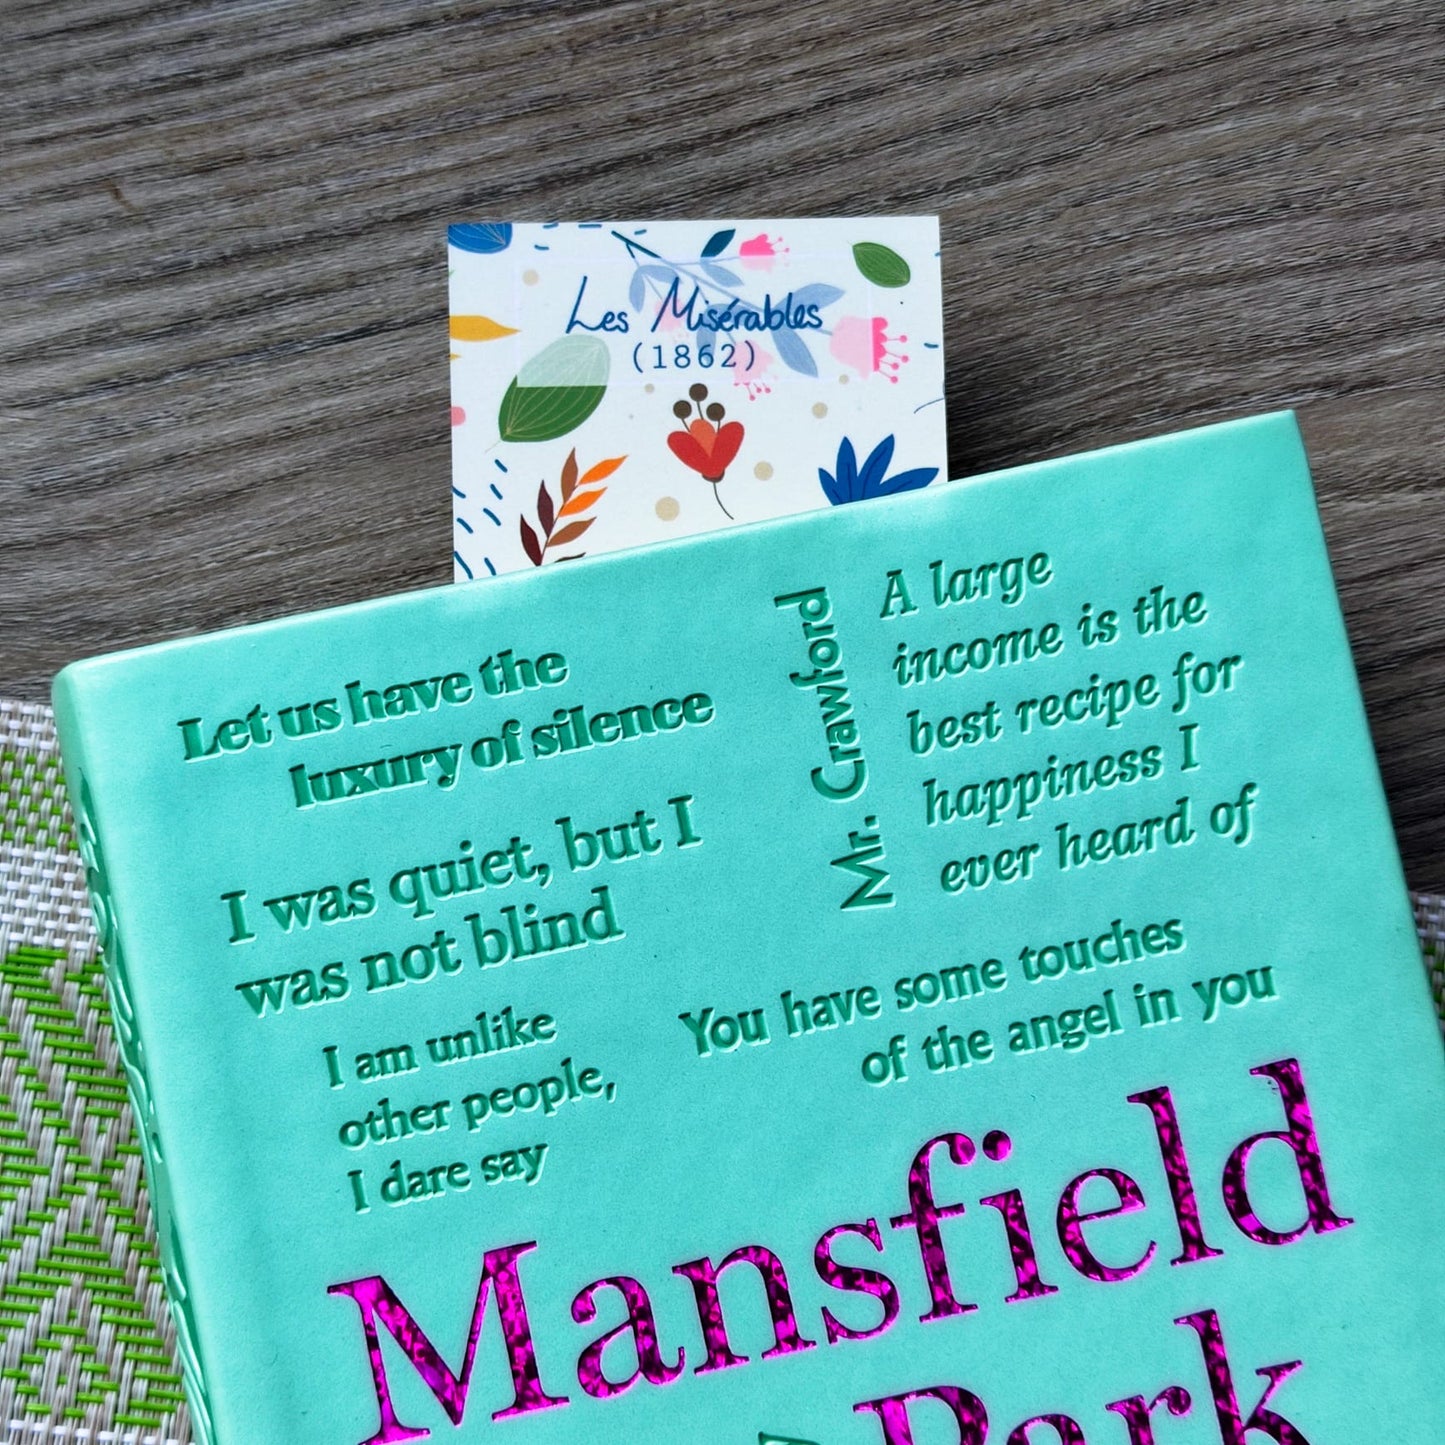 Les Misérables
(1862)
Let us have the
luxury of silence
I was quiet, but I
was not blind
I am unlike
other people,
I dare say
Mr. Crawford
A large
income is the
best recipe for
happiness I
ever heard of
You have some touches
of the angel in you
Mansfield
Park